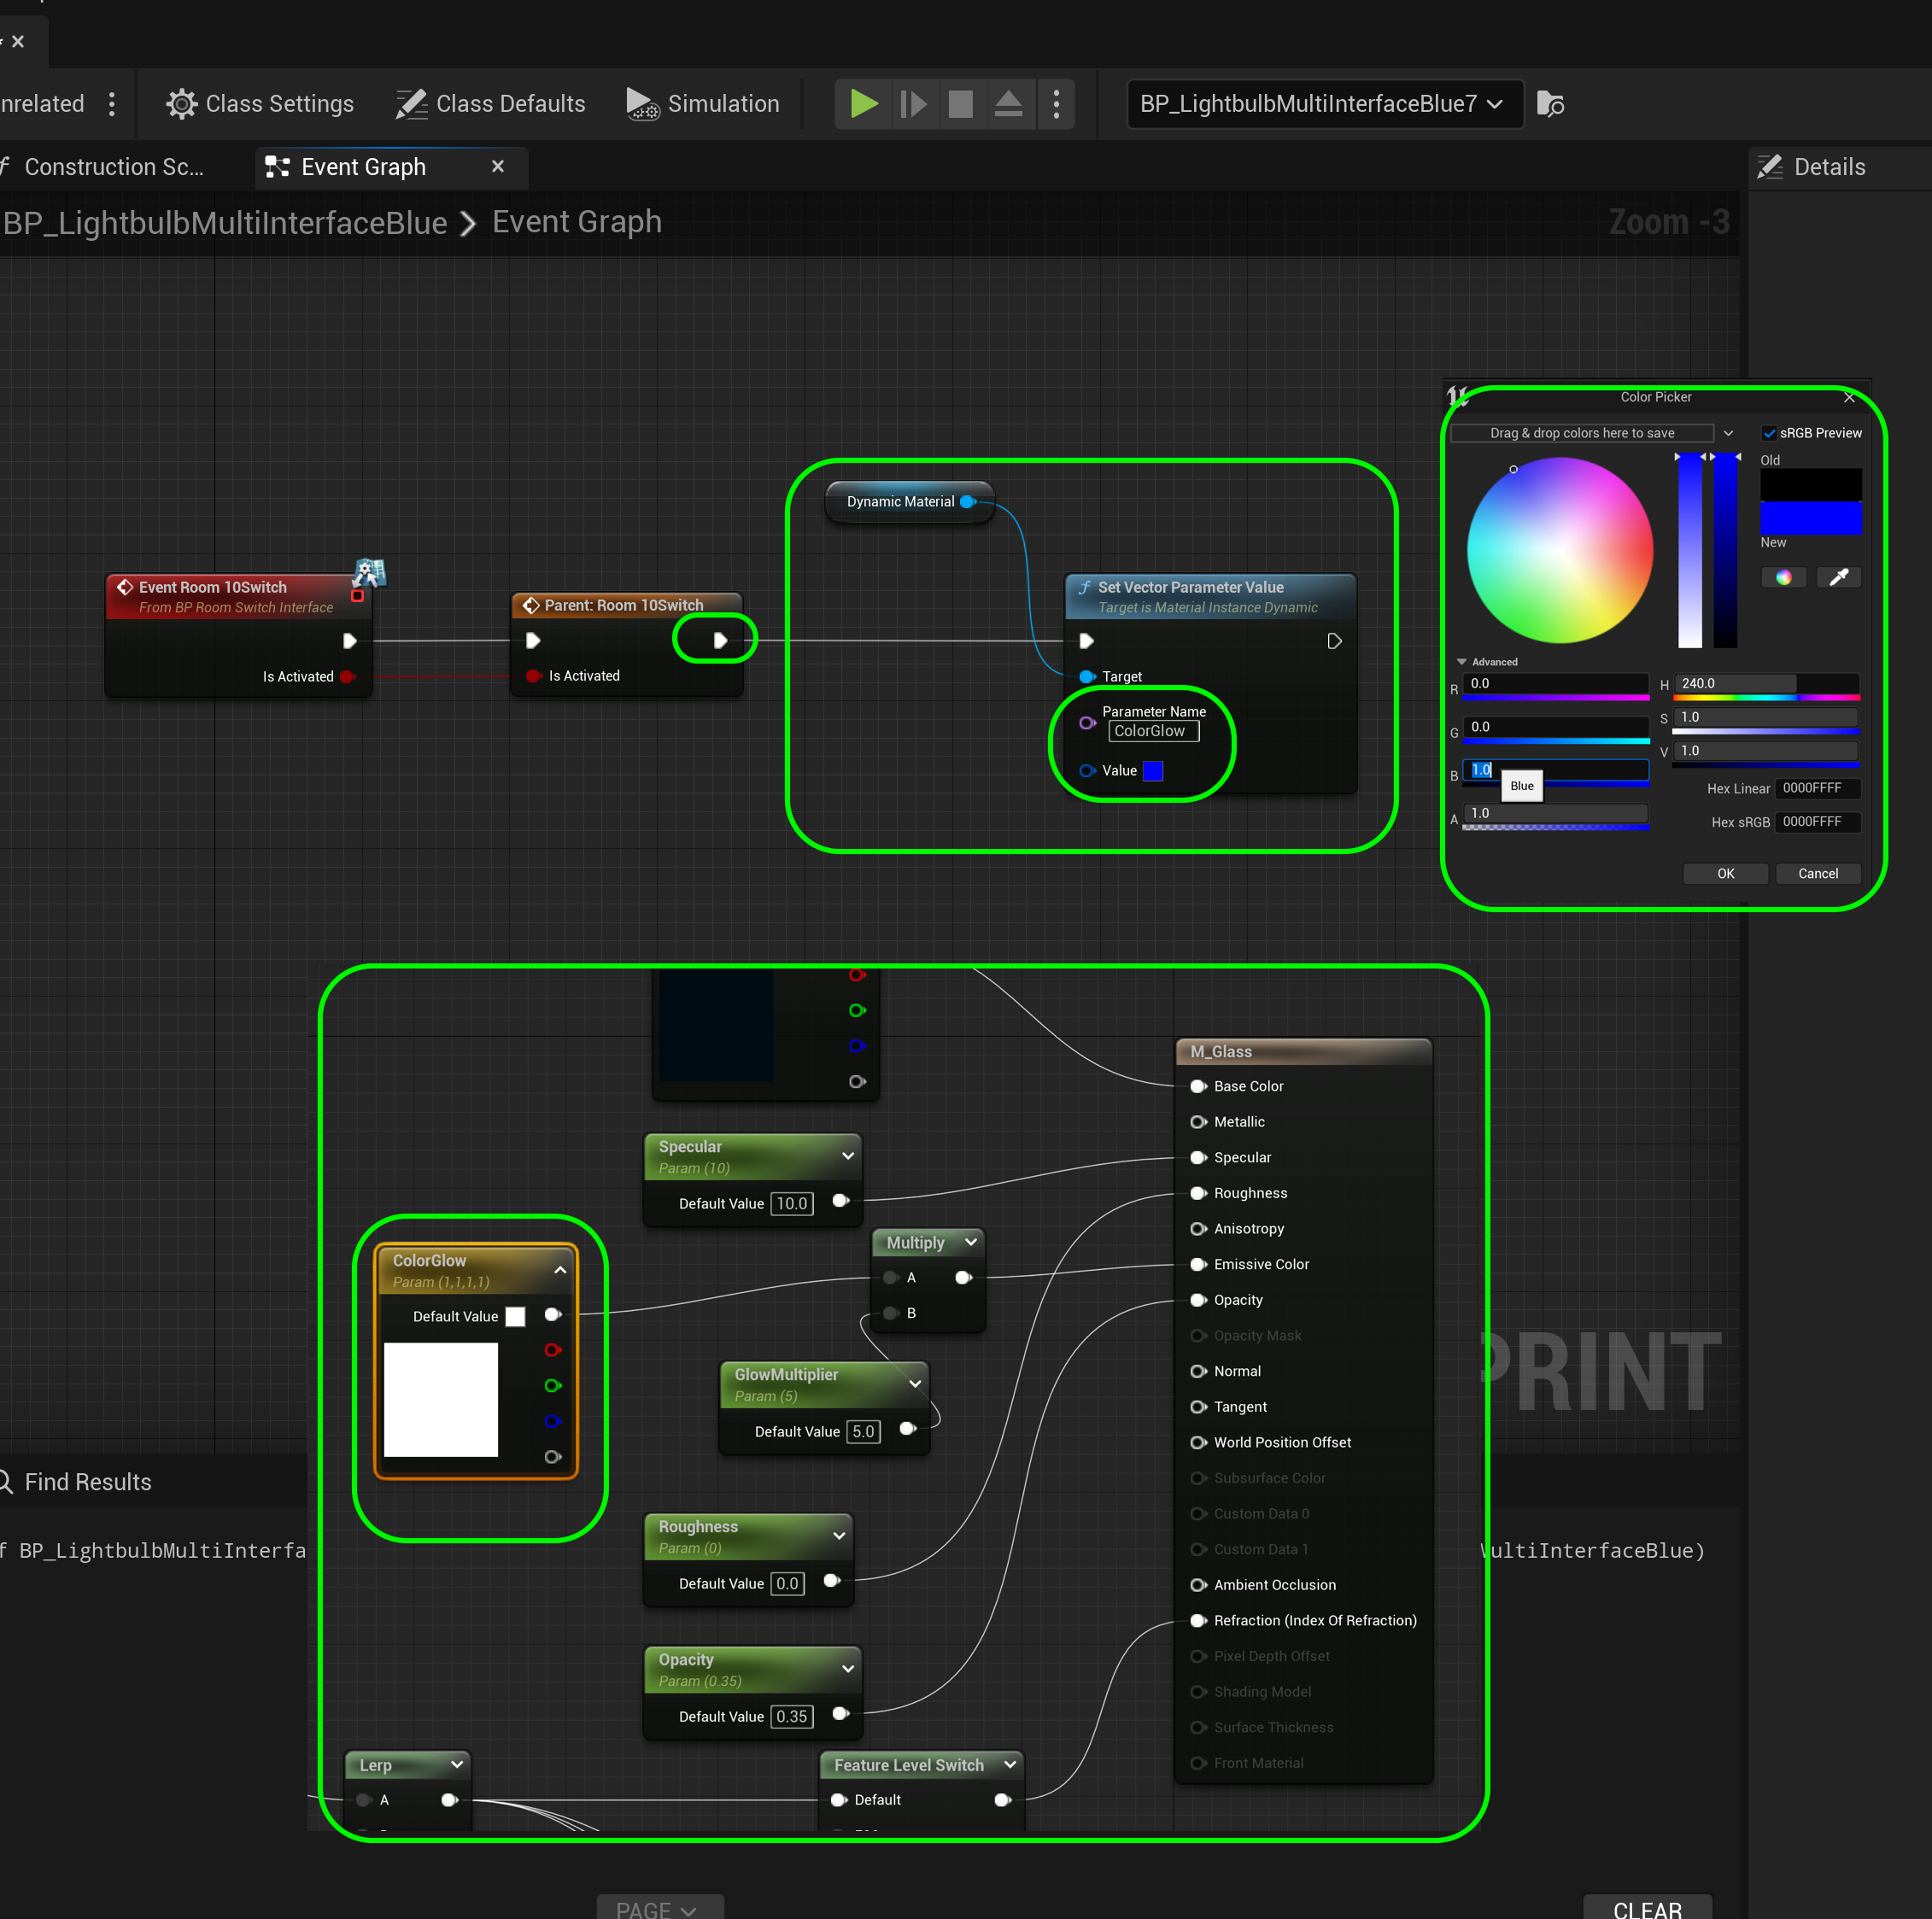 nrelated
Class Settings
Class Defaults
Simulation
BP_LightbulbMultiInterfaceBlue7
Construction Sc...
Event Graph
Details
BP_LightbulbMultiInterfaceBlue > Event Graph
Zoom -3
Color Picker
Drag & drop colors here to save
sRGB Preview
Old
New
Advanced
R 0.0
H 240.0
G 0.0
S 1.0
B 1.0
V 1.0
Blue
A 1.0
Hex Linear 0000FFFF
Hex sRGB 0000FFFF
OK
Cancel
Dynamic Material
Event Room 10Switch
From BP Room Switch Interface
Is Activated
Parent: Room 10Switch
Is Activated
Set Vector Parameter Value
Target is Material Instance Dynamic
Target
Parameter Name
ColorGlow
Value
M_Glass
Base Color
Metallic
Specular
Roughness
Anisotropy
Emissive Color
Opacity
Opacity Mask
Normal
Tangent
World Position Offset
Subsurface Color
Custom Data 0
Custom Data 1
Ambient Occlusion
Refraction (Index Of Refraction)
Pixel Depth Offset
Shading Model
Surface Thickness
Front Material
Specular
Param (10)
Default Value 10.0
Multiply
A
B
ColorGlow
Param (1,1,1,1)
Default Value
GlowMultiplier
Param (5)
Default Value 5.0
Roughness
Param (0)
Default Value 0.0
Opacity
Param (0.35)
Default Value 0.35
Lerp
A
Feature Level Switch
Default
PRINT
Find Results
f BP_LightbulbMultiInterfa
MultiInterfaceBlue)
PAGE
CLEAR